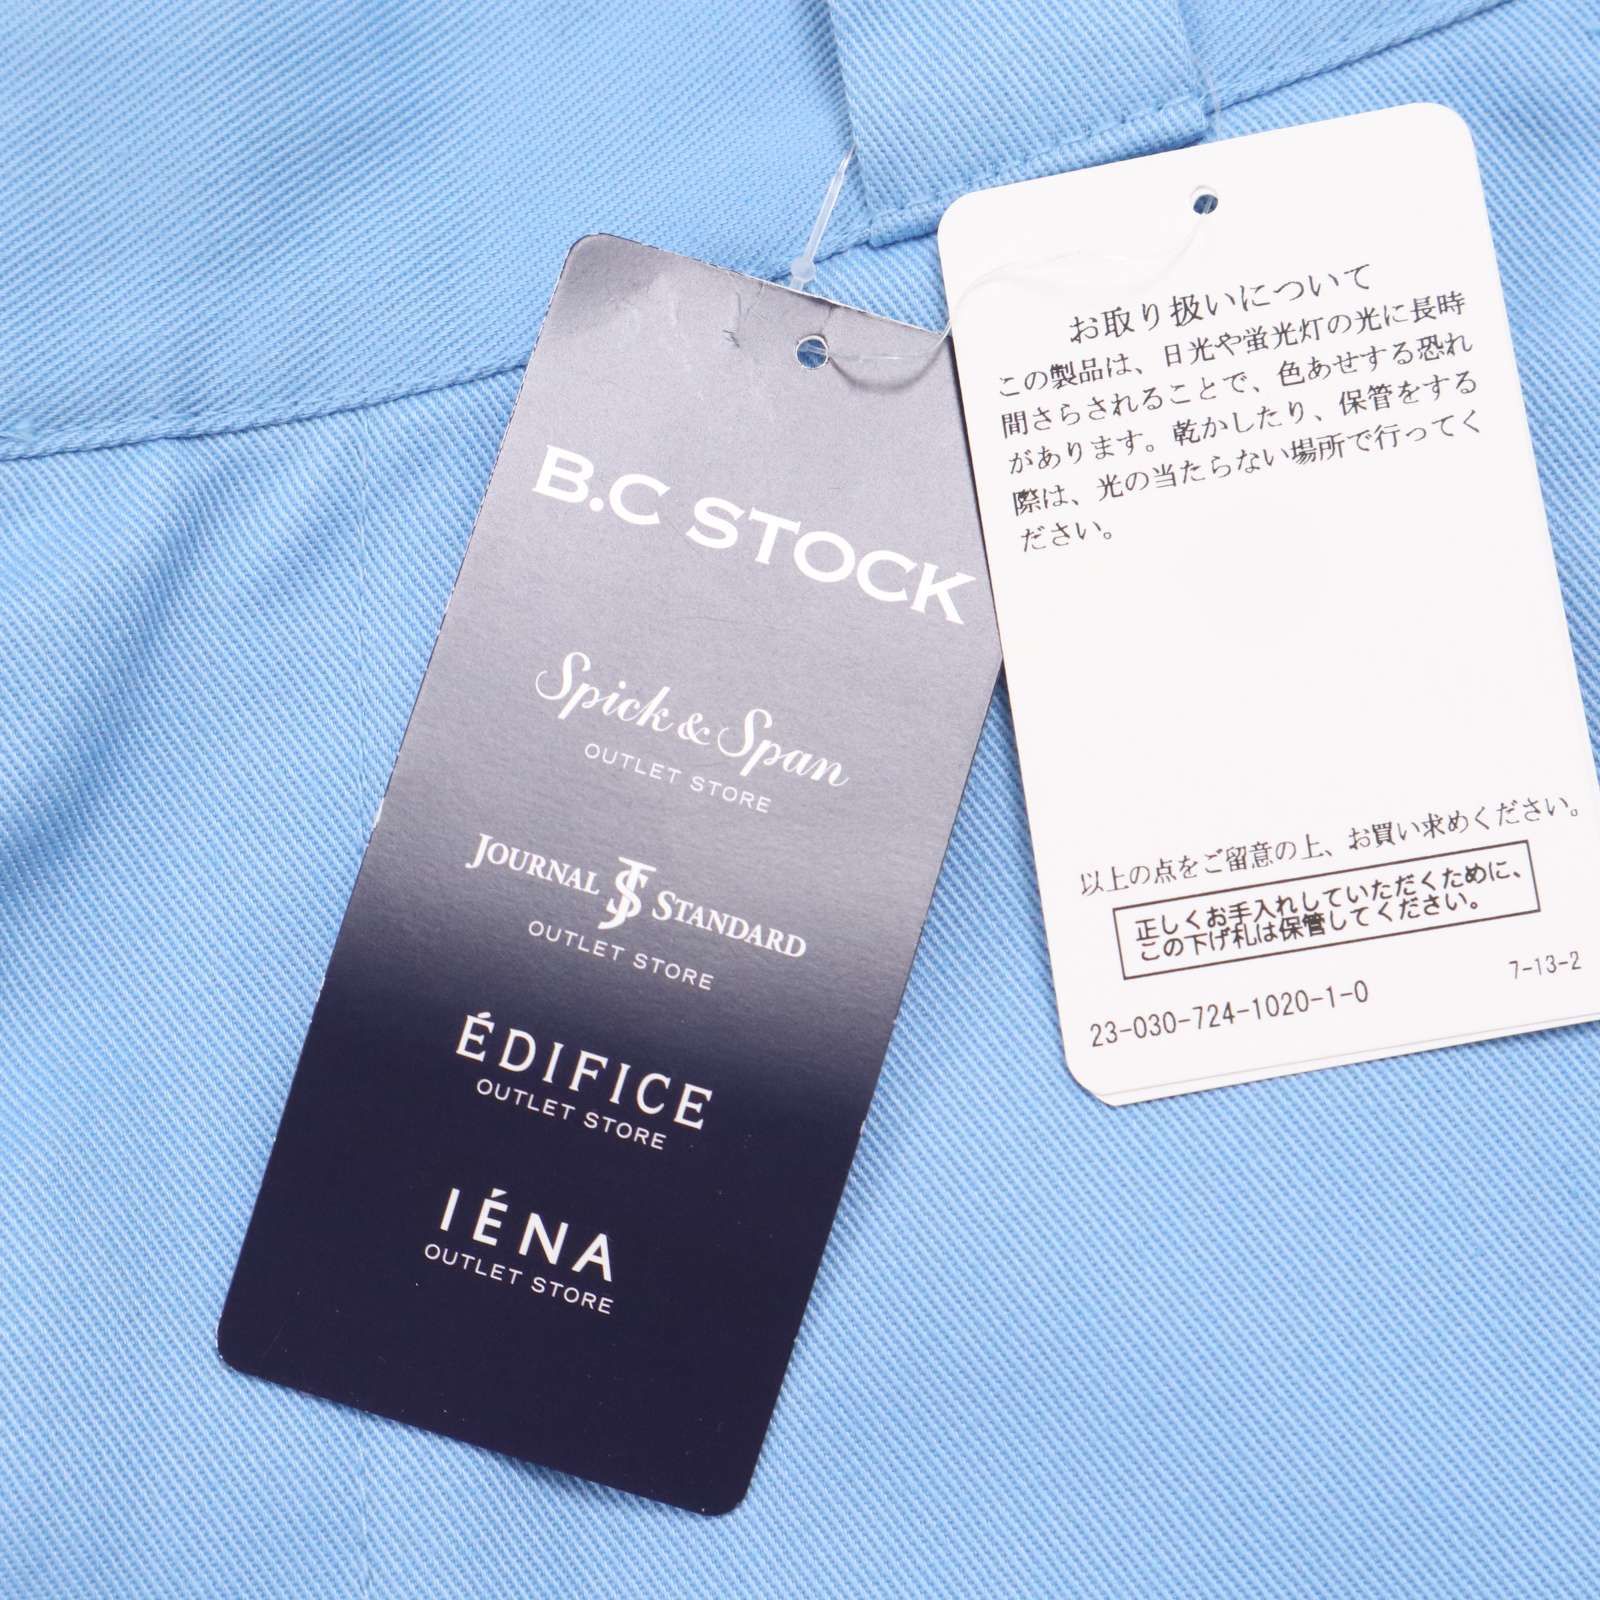 B.C STOCK
Spick & Span
OUTLET STORE
JOURNAL JS STANDARD
OUTLET STORE
ÉDIFICE
OUTLET STORE
IÉNA
OUTLET STORE
お取り扱いについて
この製品は、日光や蛍光灯の光に長時
間さらされることで、色あせする恐れ
があります。乾かしたり、保管をする
際は、光の当たらない場所で行ってく
ださい。
以上の点をご留意の上、お買い求めください。
正しくお手入れしていただくために、
この下げ札は保管してください。
7-13-2
23-030-724-1020-1-0